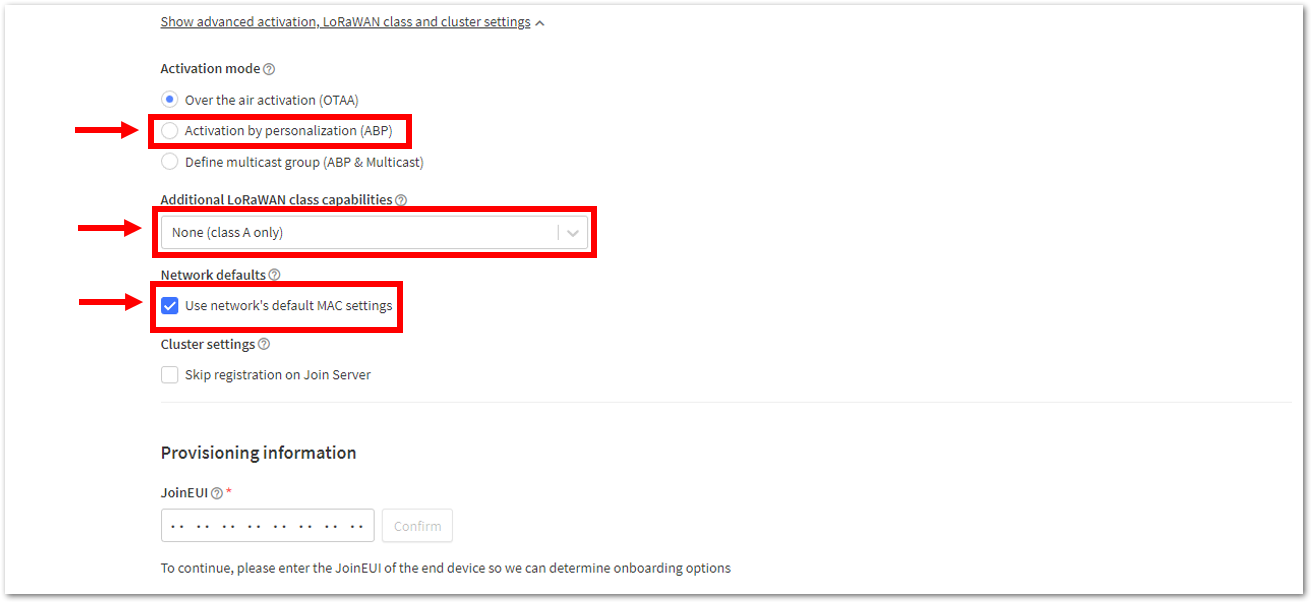 Show advanced activation, LoRaWAN class and cluster settings
Activation mode
Over the air activation (OTAA)
Activation by personalization (ABP)
Define multicast group (ABP & Multicast)
Additional LoRaWAN class capabilities
None (class A only)
Network defaults
Use network's default MAC settings
Cluster settings
Skip registration on Join Server
Provisioning information
JoinEUI *
·· ·· ·· ·· ·· ·· ·· ·· Confirm
To continue, please enter the JoinEUI of the end device so we can determine onboarding options